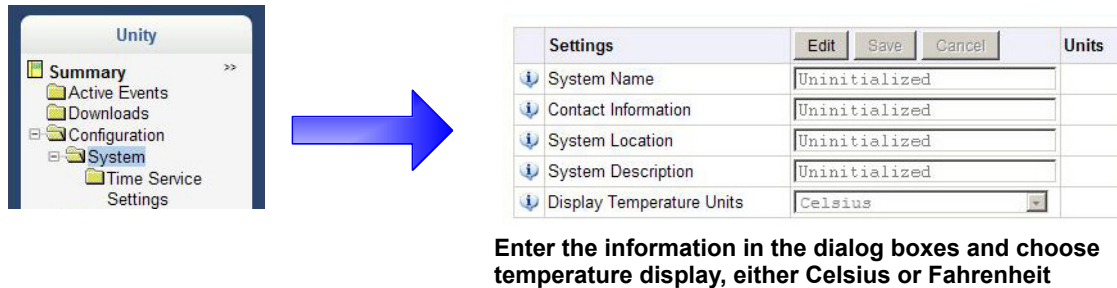 Unity
Summary >>
Active Events
Downloads
Configuration
System
Time Service
Settings
Settings Edit Save Cancel Units
System Name Uninitialized
Contact Information Uninitialized
System Location Uninitialized
System Description Uninitialized
Display Temperature Units Celsius
Enter the information in the dialog boxes and choose
temperature display, either Celsius or Fahrenheit